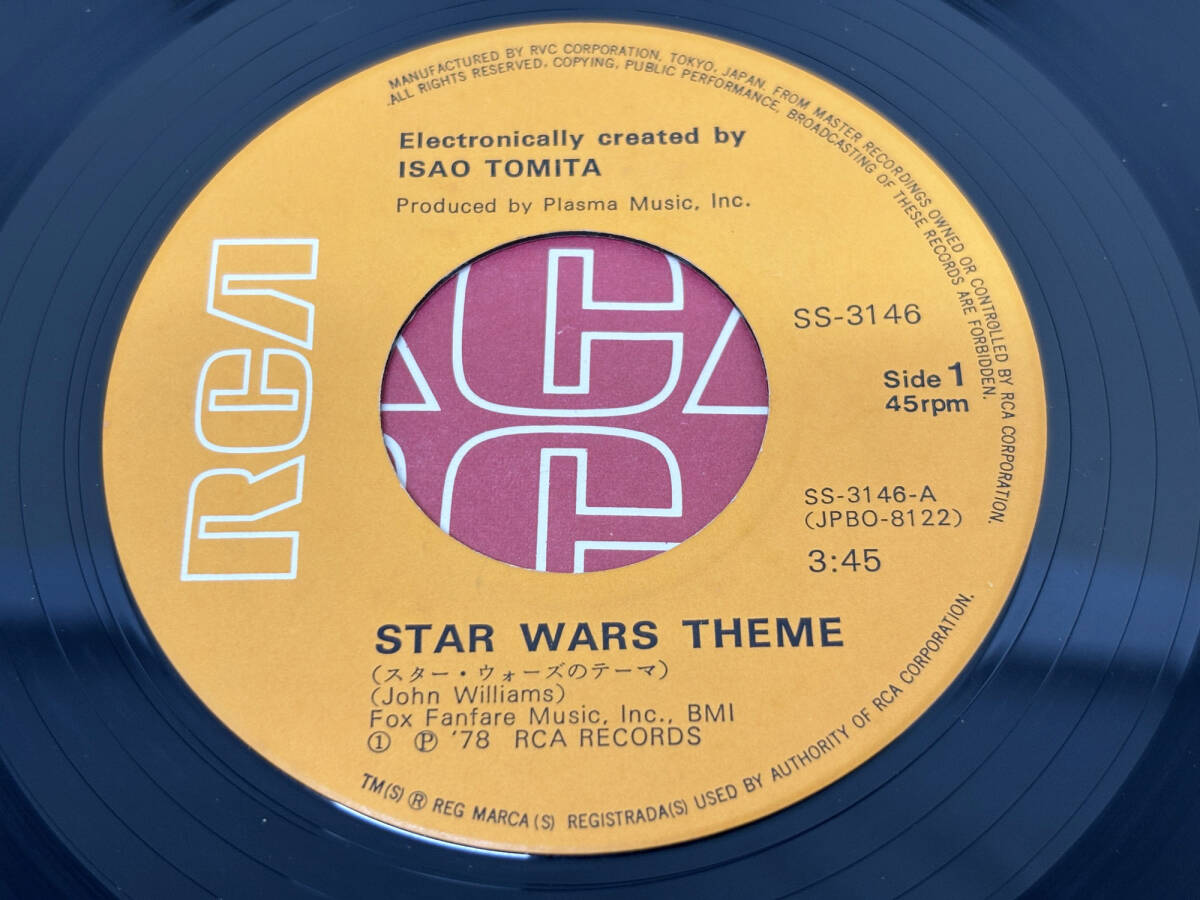 MANUFACTURED BY RVC CORPORATION, TOKYO, JAPAN. FROM MASTER RECORDINGS OWNED OR CONTROLLED BY RCA CORPORATION.
ALL RIGHTS RESERVED. COPYING, PUBLIC PERFORMANCE, BROADCASTING OF THESE RECORDS ARE FORBIDDEN.
Electronically created by
ISAO TOMITA
Produced by Plasma Music, Inc.
RCA
SS-3146
Side 1
45rpm
SS-3146-A
(JPBO-8122)
3:45
STAR WARS THEME
(スター・ウォーズのテーマ)
(John Williams)
Fox Fanfare Music, Inc., BMI
① Ⓟ '78 RCA RECORDS
TM(S) ® REG MARCA(S) REGISTRADA(S) USED BY AUTHORITY OF RCA CORPORATION.